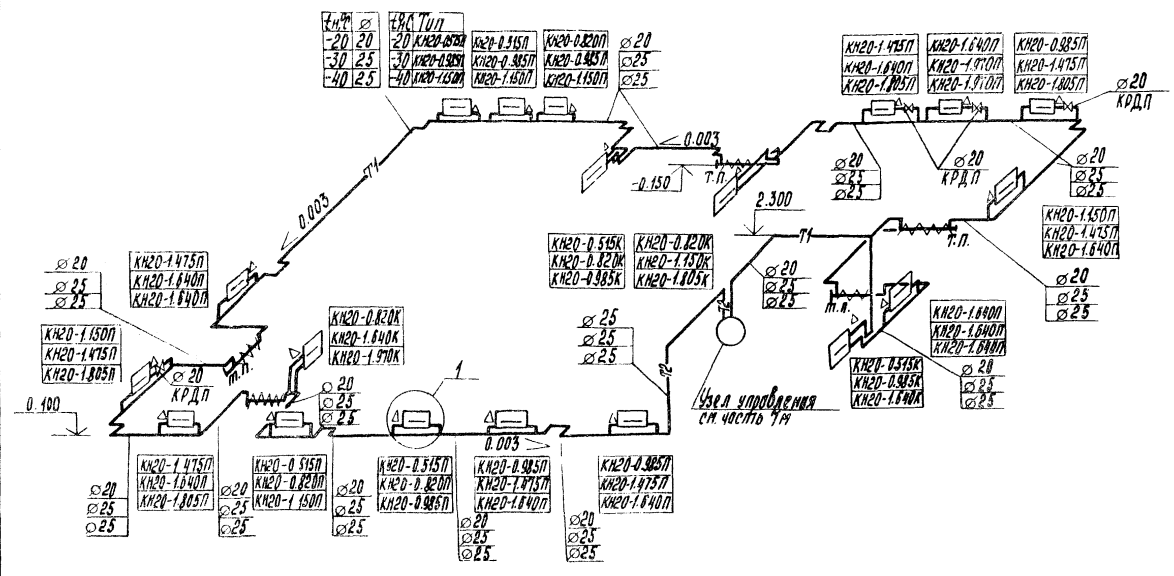 tн,°C Ø
-20 20
-30 25
-40 25
tн,°C Тип
-20 КН20-0.515П
-30 КН20-0.985П
-40 КН20-1.150П
КН20-0.515П
КН20-0.985П
КН20-1.150П
КН20-0.820П
КН20-0.985П
КН20-1.150П
Ø20
Ø25
Ø25
КН20-1.475П
КН20-1.640П
КН20-1.805П
КН20-1.640П
КН20-1.970П
КН20-1.970П
КН20-0.985П
КН20-1.475П
КН20-1.805П
Ø20
КРДП
0.003
-0.150
т.п.
Т1
0.003
Ø20
Ø25
Ø25
Ø20
КРДП
Ø20
Ø25
Ø25
2.300
Т1
т.п.
КН20-1.150П
КН20-1.475П
КН20-1.640П
КН20-0.515К
КН20-0.820К
КН20-0.985К
КН20-0.820К
КН20-1.150К
КН20-1.805К
Ø20
Ø25
Ø25
Ø20
Ø25
Ø25
Ø20
Ø25
Ø25
КН20-1.475П
КН20-1.640П
КН20-1.640П
т.п.
КН20-1.640П
КН20-1.640П
КН20-1.640П
КН20-1.150П
КН20-1.475П
КН20-1.805П
КН20-0.820К
КН20-1.640К
КН20-1.970К
Ø25
Ø25
Ø25
Т2
Т2
КН20-0.515К
КН20-0.985К
КН20-1.640К
Ø20
Ø25
Ø25
т.п.
Ø20
КРДП
1
Ø20
Ø25
Ø25
Узел управления
см. часть 7м
0.100
0.003
КН20-1.475П
КН20-1.640П
КН20-1.805П
КН20-0.515П
КН20-0.820П
КН20-1.150П
КН20-0.515П
КН20-0.820П
КН20-0.985П
КН20-0.985П
КН20-1.475П
КН20-1.640П
КН20-0.985П
КН20-1.475П
КН20-1.640П
Ø20
Ø25
Ø25
Ø20
Ø25
Ø25
Ø20
Ø25
Ø25
Ø20
Ø25
Ø25
Ø20
Ø25
Ø25